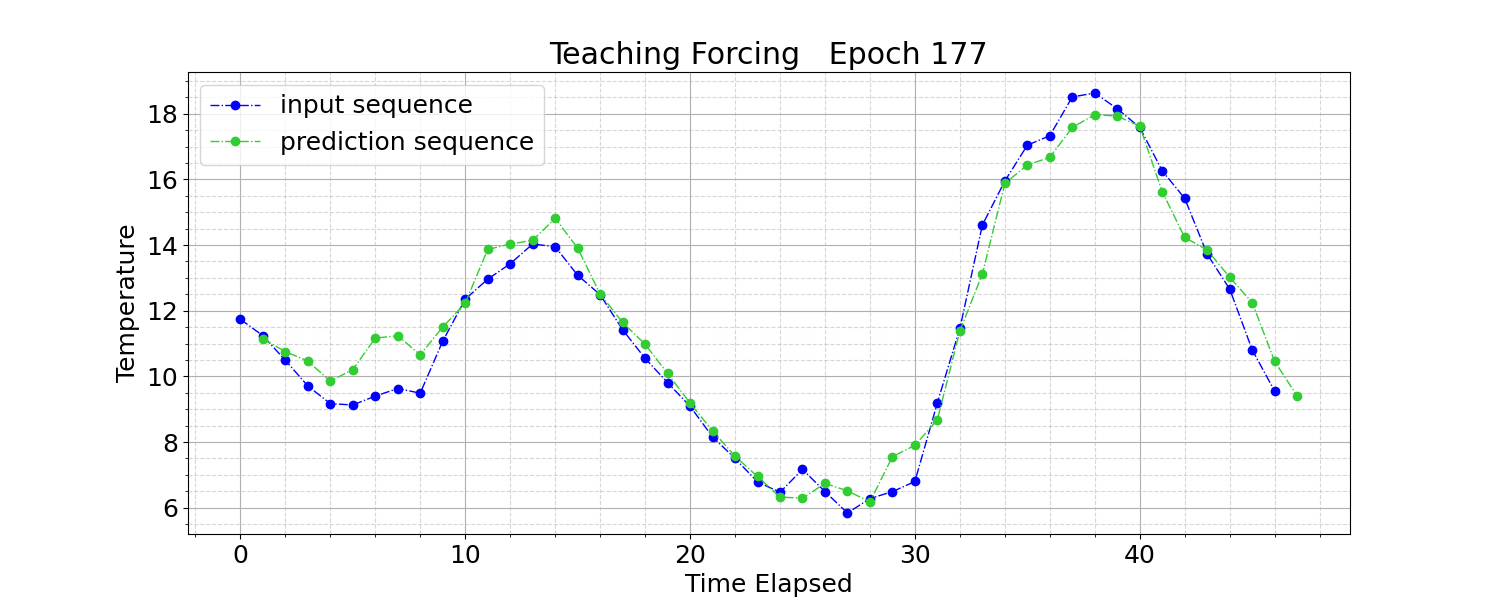 Teaching Forcing   Epoch 177
input sequence
prediction sequence
Temperature
18
16
14
12
10
8
6
0 10 20 30 40
Time Elapsed